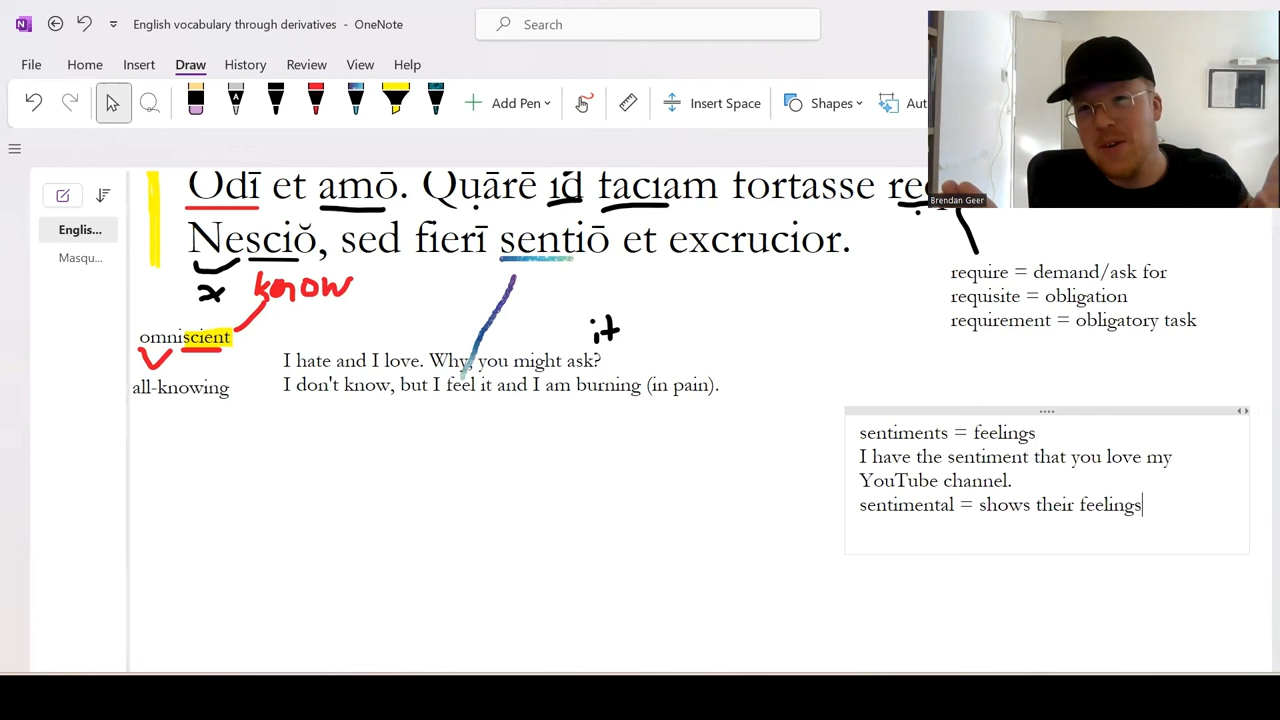 English vocabulary through derivatives - OneNote
Search
File Home Insert Draw History Review View Help
Add Pen Insert Space Shapes
Odī et amō. Quārē id faciam fortasse
Nesciŏ, sed fierī sentiō et excrucior.
Brendan Geer
Englis...
Masqu...
x know
omniscient
all-knowing
it
I hate and I love. Why, you might ask?
I don't know, but I feel it and I am burning (in pain).
require = demand/ask for
requisite = obligation
requirement = obligatory task
sentiments = feelings
I have the sentiment that you love my
YouTube channel.
sentimental = shows their feelings